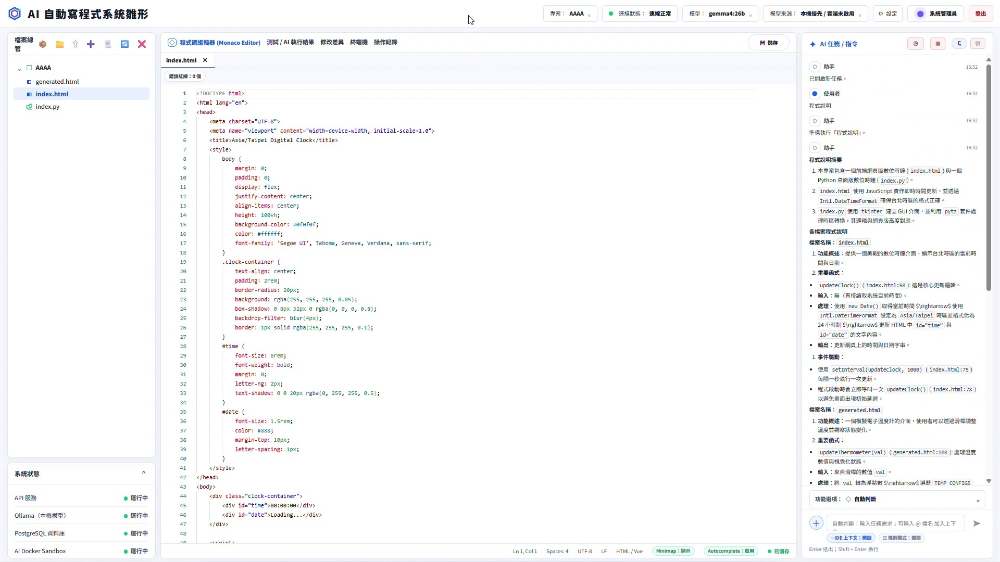 AI 自動寫程式系統雛形
專案： AAAA
連線狀態： 連線正常
模型： gemma4:26b
模型來源： 本機優先 / 雲端未啟用
設定
系統管理員
登出
檔案總管
AAAA
generated.html
index.html
index.py
系統狀態
API 服務 運行中
Ollama（本機模型） 運行中
PostgreSQL 資料庫 運行中
AI Docker Sandbox 運行中
程式碼編輯器 (Monaco Editor) 測試 / AI 執行結果 修改差異 終端機 操作紀錄
儲存
index.html ✕
錯誤紅線：0 個
1 <!DOCTYPE html>
2 <html lang="en">
3 <head>
4 <meta charset="UTF-8">
5 <meta name="viewport" content="width=device-width, initial-scale=1.0">
6 <title>Asia/Taipei Digital Clock</title>
7 <style>
8 body {
9 margin: 0;
10 padding: 0;
11 display: flex;
12 justify-content: center;
13 align-items: center;
14 height: 100vh;
15 background-color: #0f0f0f;
16 color: #ffffff;
17 font-family: 'Segoe UI', Tahoma, Geneva, Verdana, sans-serif;
18 }
19 .clock-container {
20 text-align: center;
21 padding: 2rem;
22 border-radius: 20px;
23 background: rgba(255, 255, 255, 0.05);
24 box-shadow: 0 8px 32px 0 rgba(0, 0, 0, 0.8);
25 backdrop-filter: blur(4px);
26 border: 1px solid rgba(255, 255, 255, 0.1);
27 }
28 #time {
29 font-size: 6rem;
30 font-weight: bold;
31 margin: 0;
32 letter-ng: 2px;
33 text-shadow: 0 0 20px rgba(0, 255, 255, 0.5);
34 }
35 #date {
36 font-size: 1.5rem;
37 color: #888;
38 margin-top: 10px;
39 letter-spacing: 1px;
40 }
41 </style>
42 </head>
43 <body>
44 <div class="clock-container">
45 <div id="time">00:00:00</div>
46 <div id="date">Loading...</div>
47 </div>
48
49 <script>
Ln 1, Col 1 Spaces: 4 UTF-8 LF HTML / Vue Minimap：顯示 Autocomplete：啟用 已儲存
AI 任務 / 指令
助手 16:52
已開啟新任務。
使用者 16:52
程式說明
助手 16:52
準備執行「程式說明」。
助手 16:52
程式說明摘要
1. 本專案包含一個前端網頁版數位時鐘 ( index.html ) 與一個
Python 桌面版數位時鐘 ( index.py )。
2. index.html 使用 JavaScript 實作即時時間更新，並透過
Intl.DateTimeFormat 確保台北時區的格式正確。
3. index.py 使用 tkinter 建立 GUI 介面，並利用 pytz 套件處
理時區轉換，其邏輯與網頁版高度對應。
各檔案程式說明
檔案名稱： index.html
1. 功能概述：提供一個美觀的數位時鐘介面，顯示台北時區的當前時
間與日期。
2. 重要函式：
• updateClock() ( index.html:50 ): 這是核心更新邏輯。
• 輸入：無（直接讀取系統目前時間）。
• 處理：使用 new Date() 取得當前時間 $\rightarrow$ 使用
Intl.DateTimeFormat 設定為 Asia/Taipei 時區並格式化為
24 小時制 $\rightarrow$ 更新 HTML 中 id="time" 與
id="date" 的文字內容。
• 輸出：更新網頁上的時間與日期字串。
1. 事件驅動：
• 使用 setInterval(updateClock, 1000) ( index.html:75 )
每隔一秒執行一次更新。
• 程式啟動時會立即呼叫一次 updateClock() ( index.html:78 )
以避免畫面出現初始延遲。
檔案名稱： generated.html
1. 功能概述：一個模擬電子溫度計的介面，使用者可以透過滑桿調整
溫度並觀察狀態變化。
2. 重要函式：
• updateThermometer(val) ( generated.html:108 ): 處理溫度
數值與視覺化狀態。
• 輸入：來自滑桿的數值 val 。
• 處理：將 val 轉為浮點數 $\rightarrow$ 遍歷 TEMP_CONFIGS
功能選項： ◇ 自動判斷
自動判斷：輸入任務需求；可輸入 @ 檔名 加入上下
IDE 上下文：開啟 規劃模式：關閉
Enter 送出；Shift + Enter 換行